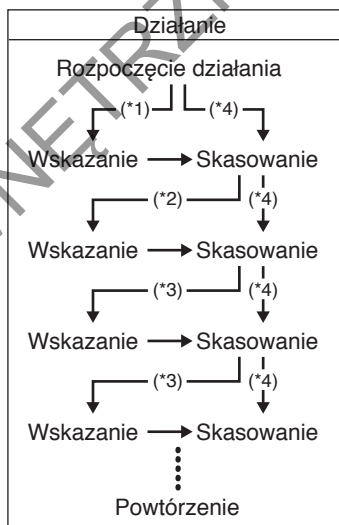 Działanie
Rozpoczęcie działania
(*1) (*4)
Wskazanie Skasowanie
(*2) (*4)
Wskazanie Skasowanie
(*3) (*4)
Wskazanie Skasowanie
(*3) (*4)
Wskazanie Skasowanie
Powtórzenie